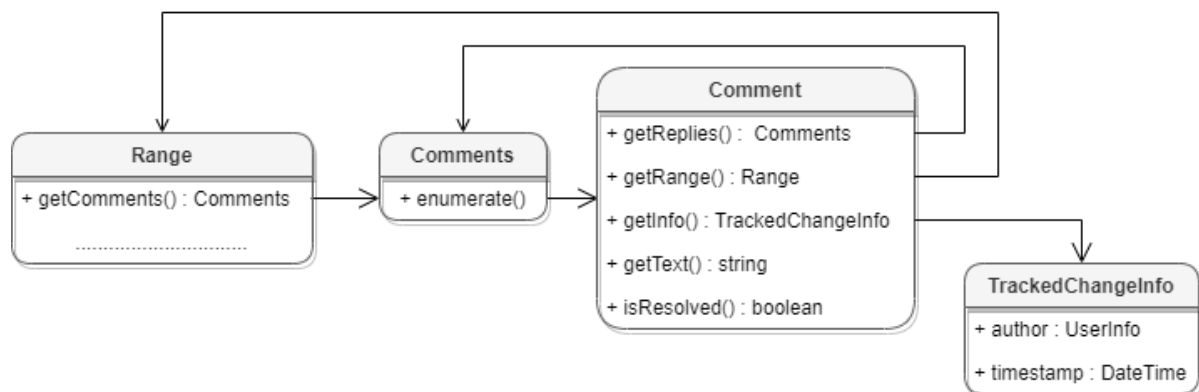 Range
+ getComments() : Comments
...............................
Comments
+ enumerate()
Comment
+ getReplies() : Comments
+ getRange() : Range
+ getInfo() : TrackedChangeInfo
+ getText() : string
+ isResolved() : boolean
TrackedChangeInfo
+ author : UserInfo
+ timestamp : DateTime